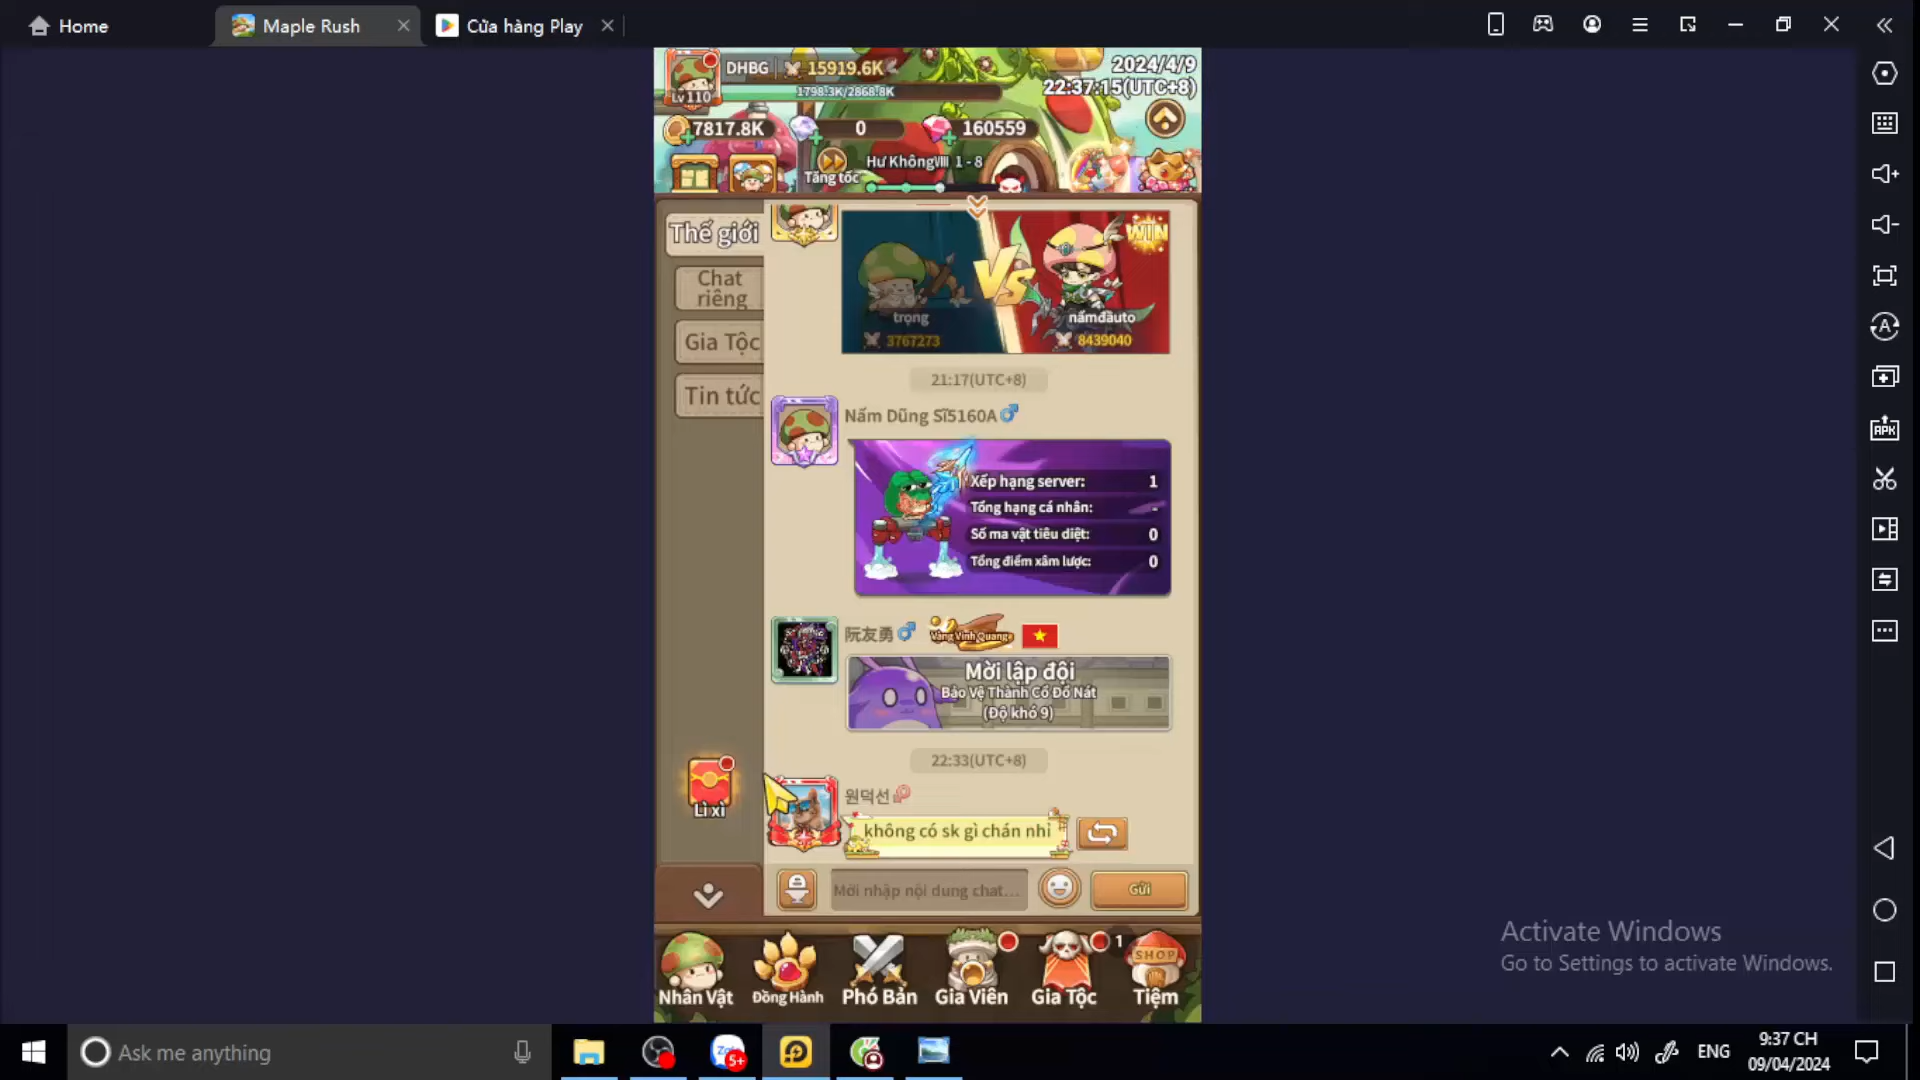 Home
Maple Rush
Cửa hàng Play
DHBG
15919.6K
2024/4/9
Lv110
1798.3K/2868.8K
22:37:15(UTC+8)
7817.8K
0
160559
Tăng tốc
Hư KhôngⅧ 1 - 8
Thế giới
Chat
riêng
Gia Tộc
Tin tức
WIN
VS
trọng
3767273
nấmđầuto
8439040
21:17(UTC+8)
Nấm Dũng Sĩ5160A
Xếp hạng server: 1
Tổng hạng cá nhân: -
Số ma vật tiêu diệt: 0
Tổng điểm xâm lược: 0
阮友勇
Vàng Vinh Quang
Mời lập đội
Bảo Vệ Thành Cổ Đổ Nát
(Độ khó 9)
22:33(UTC+8)
Lì xì
원덕선
không có sk gì chán nhỉ
Mời nhập nội dung chat...
Gửi
1
SHOP
Nhân Vật
Đồng Hành
Phó Bản
Gia Viên
Gia Tộc
Tiệm
APK
Activate Windows
Go to Settings to activate Windows.
Ask me anything
Zalo
5+
ENG
9:37 CH
09/04/2024